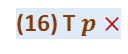 (16) T p ×